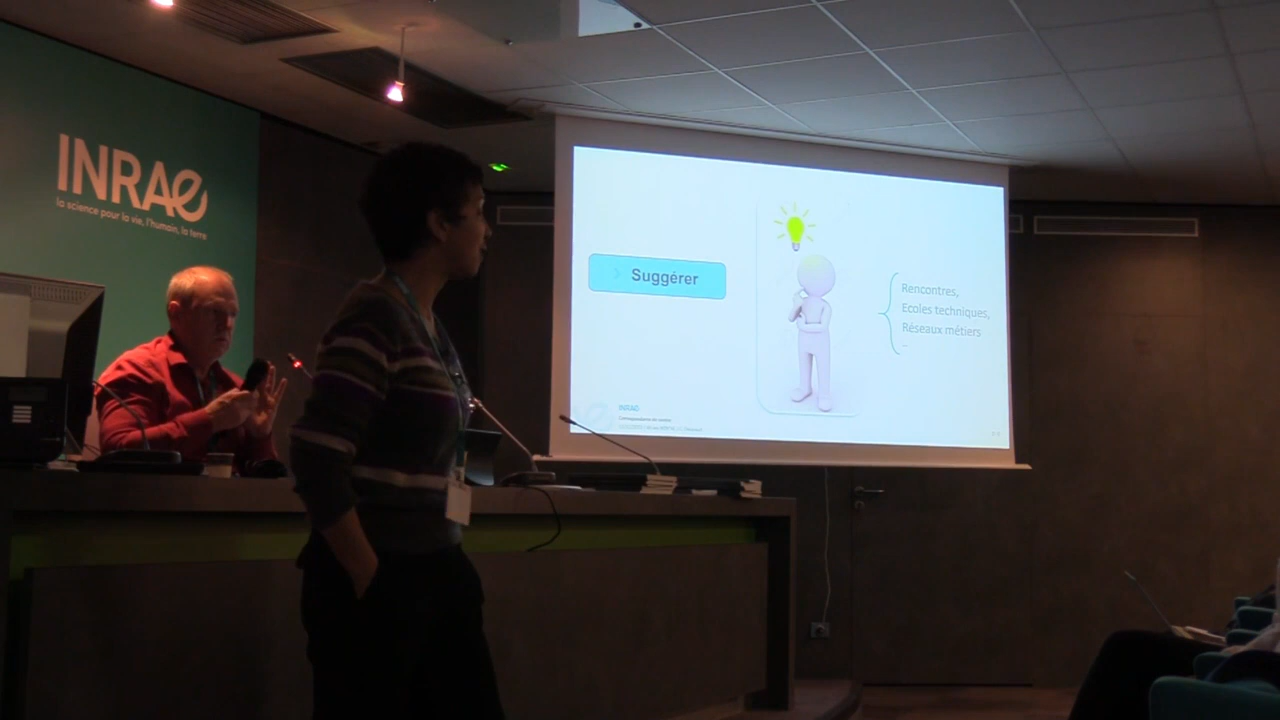 INRAE
la science pour la vie, l'humain, la terre
Suggérer
Rencontres,
Ecoles techniques,
Réseaux métiers
...
INRAE